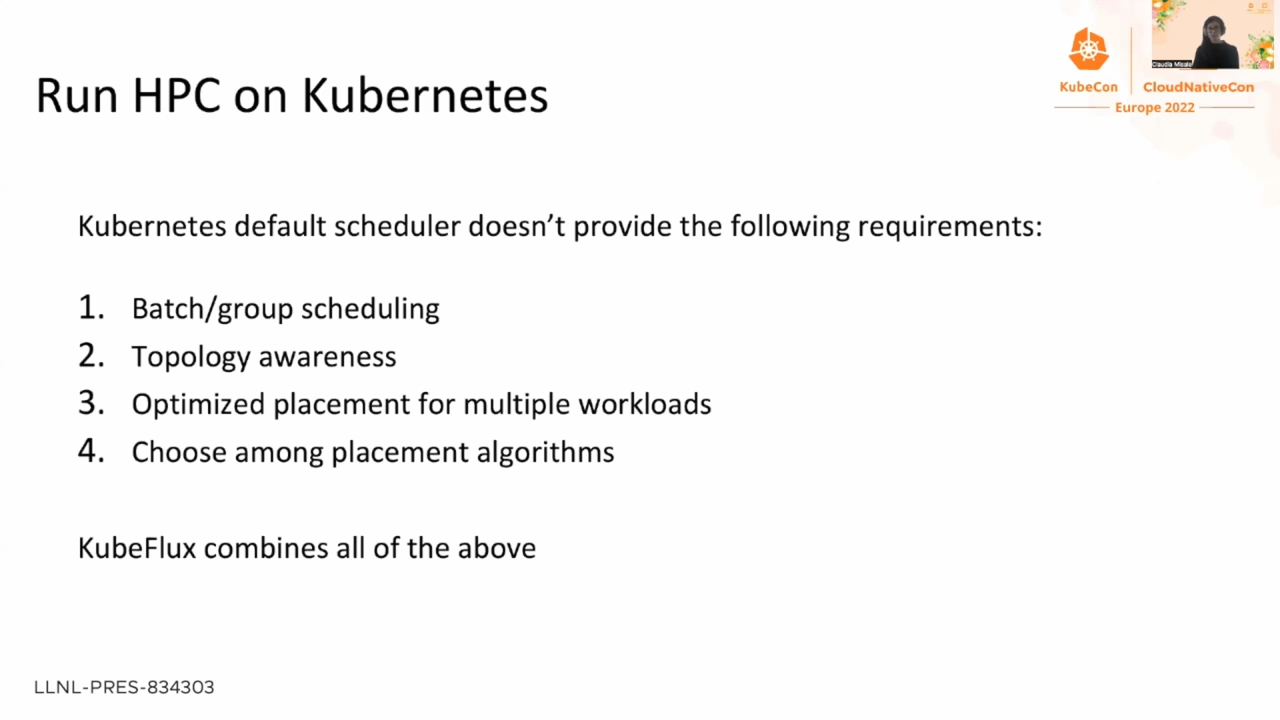 Run HPC on Kubernetes
KubeCon
CloudNativeCon
Europe 2022
Claudia Misale
Kubernetes default scheduler doesn’t provide the following requirements:
1. Batch/group scheduling
2. Topology awareness
3. Optimized placement for multiple workloads
4. Choose among placement algorithms
KubeFlux combines all of the above
LLNL-PRES-834303